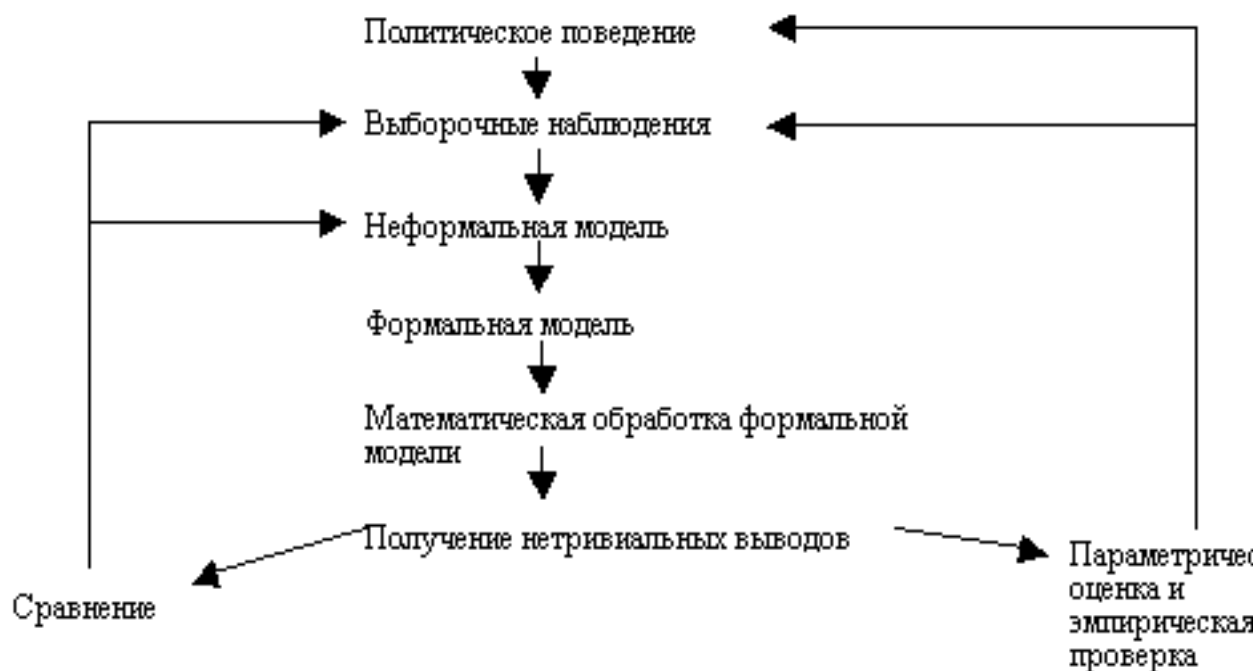 Политическое поведение
Выборочные наблюдения
Неформальная модель
Формальная модель
Математическая обработка формальной
модели
Получение нетривиальных выводов
Сравнение
Параметричес
оценка и
эмпирическая
проверка